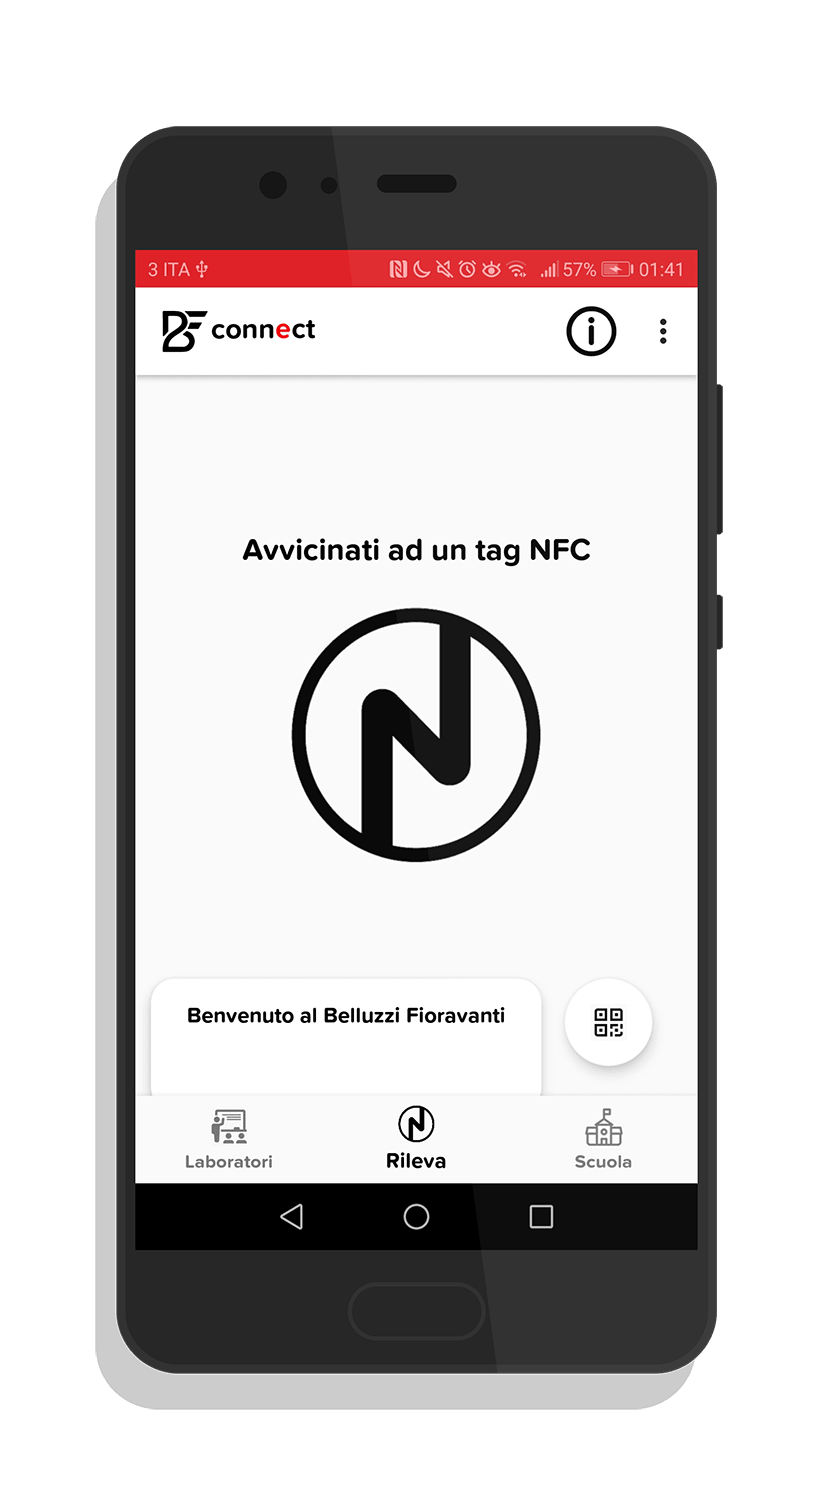 3 ITA 57% 01:41
BF connect
Avvicinati ad un tag NFC
Benvenuto al Belluzzi Fioravanti
Laboratori Rileva Scuola